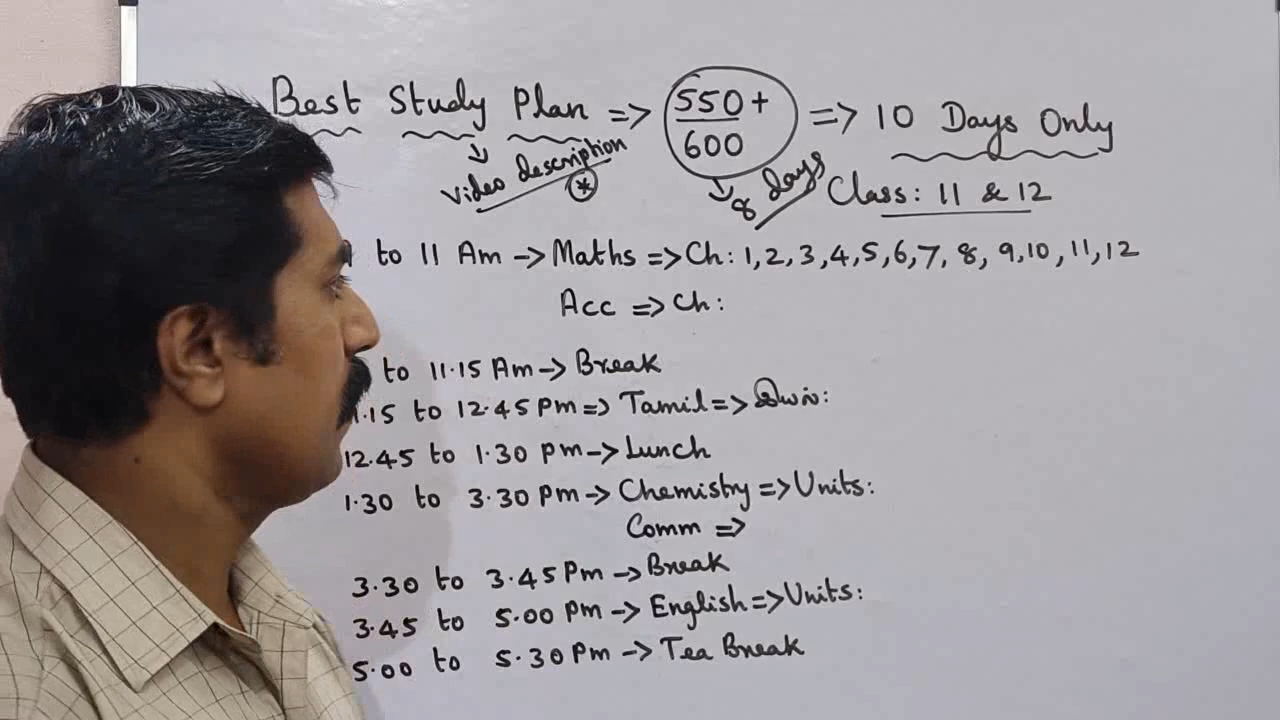 Best Study Plan => 550+/600 => 10 Days Only
video description * 8 days Class: 11 & 12
to 11 Am -> Maths => Ch: 1, 2, 3, 4, 5, 6, 7, 8, 9, 10, 11, 12
Acc => Ch:
to 11.15 Am -> Break
1.15 to 12.45 Pm => Tamil => இயல்:
12.45 to 1.30 pm -> Lunch
1.30 to 3.30 Pm -> Chemistry => Units:
Comm =>
3.30 to 3.45 Pm -> Break
3.45 to 5.00 Pm -> English => Units:
5.00 to 5.30 Pm -> Tea Break